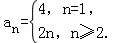 aₙ={4, n=1,
2n, n⩾2.